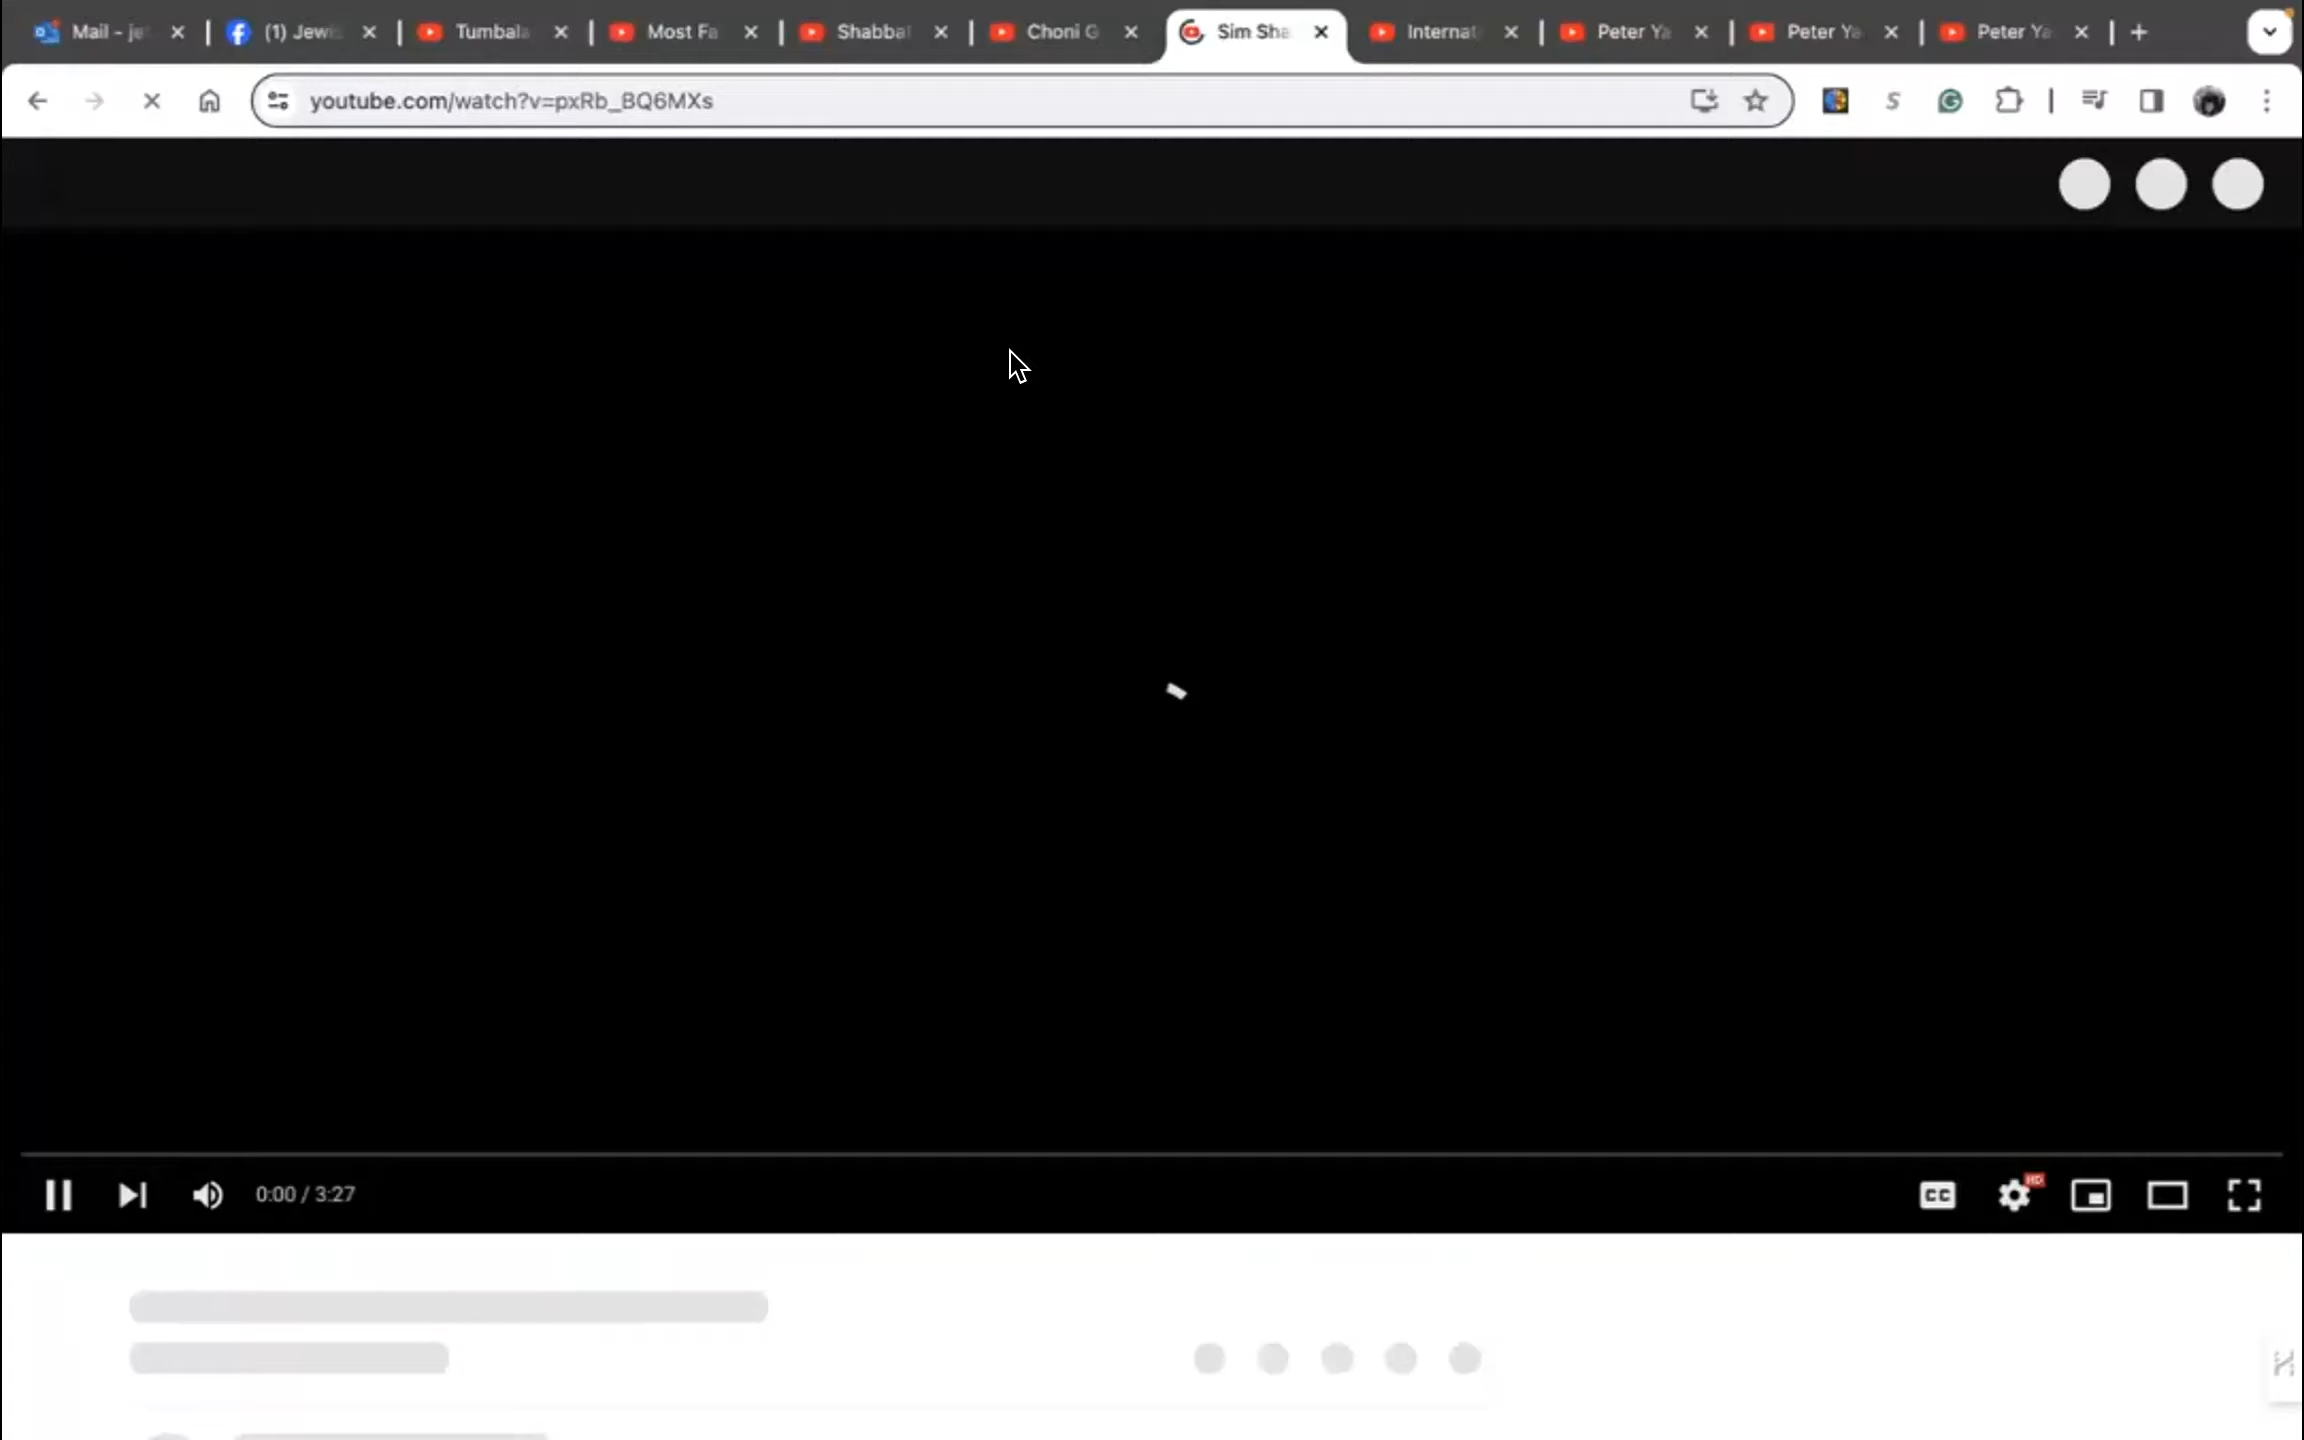 Mail - je
(1) Jewi
Tumbala
Most Fa
Shabbat
Choni G
Sim Sha
Internat
Peter Ya
Peter Ya
Peter Ya
youtube.com/watch?v=pxRb_BQ6MXs
0:00 / 3:27
CC
HD